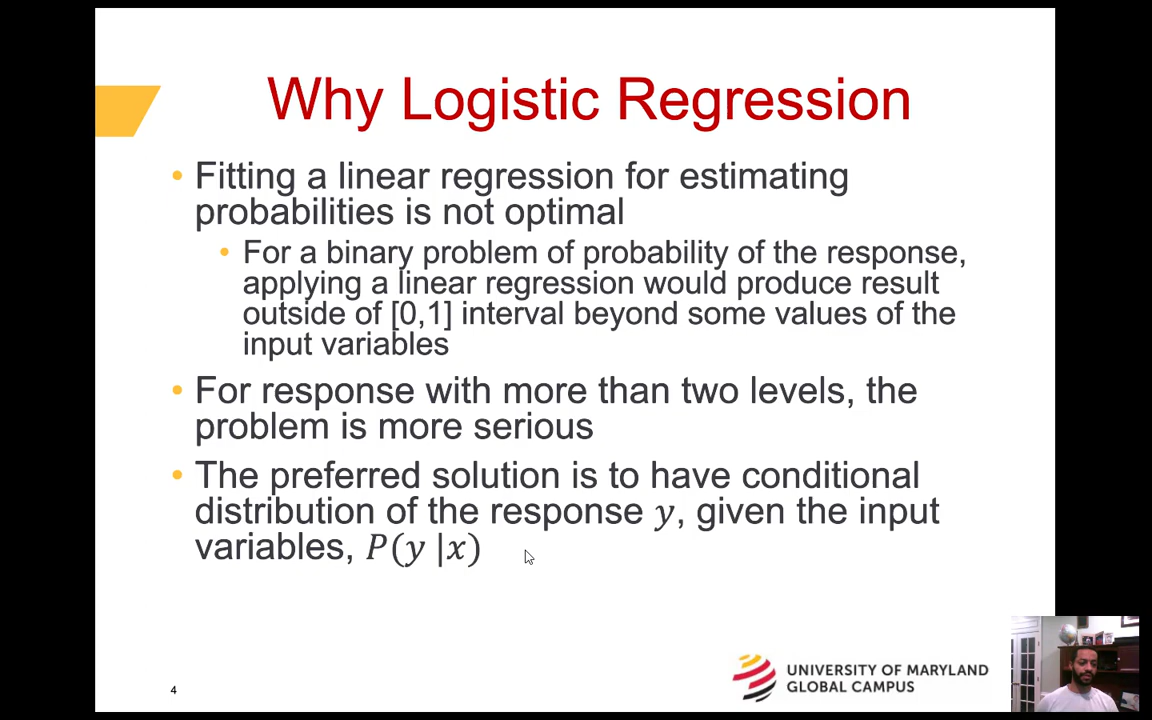 Why Logistic Regression
• Fitting a linear regression for estimating
probabilities is not optimal
• For a binary problem of probability of the response,
applying a linear regression would produce result
outside of [0,1] interval beyond some values of the
input variables
• For response with more than two levels, the
problem is more serious
• The preferred solution is to have conditional
distribution of the response y, given the input
variables, P(y |x)
4
UNIVERSITY OF MARYLAND
GLOBAL CAMPUS